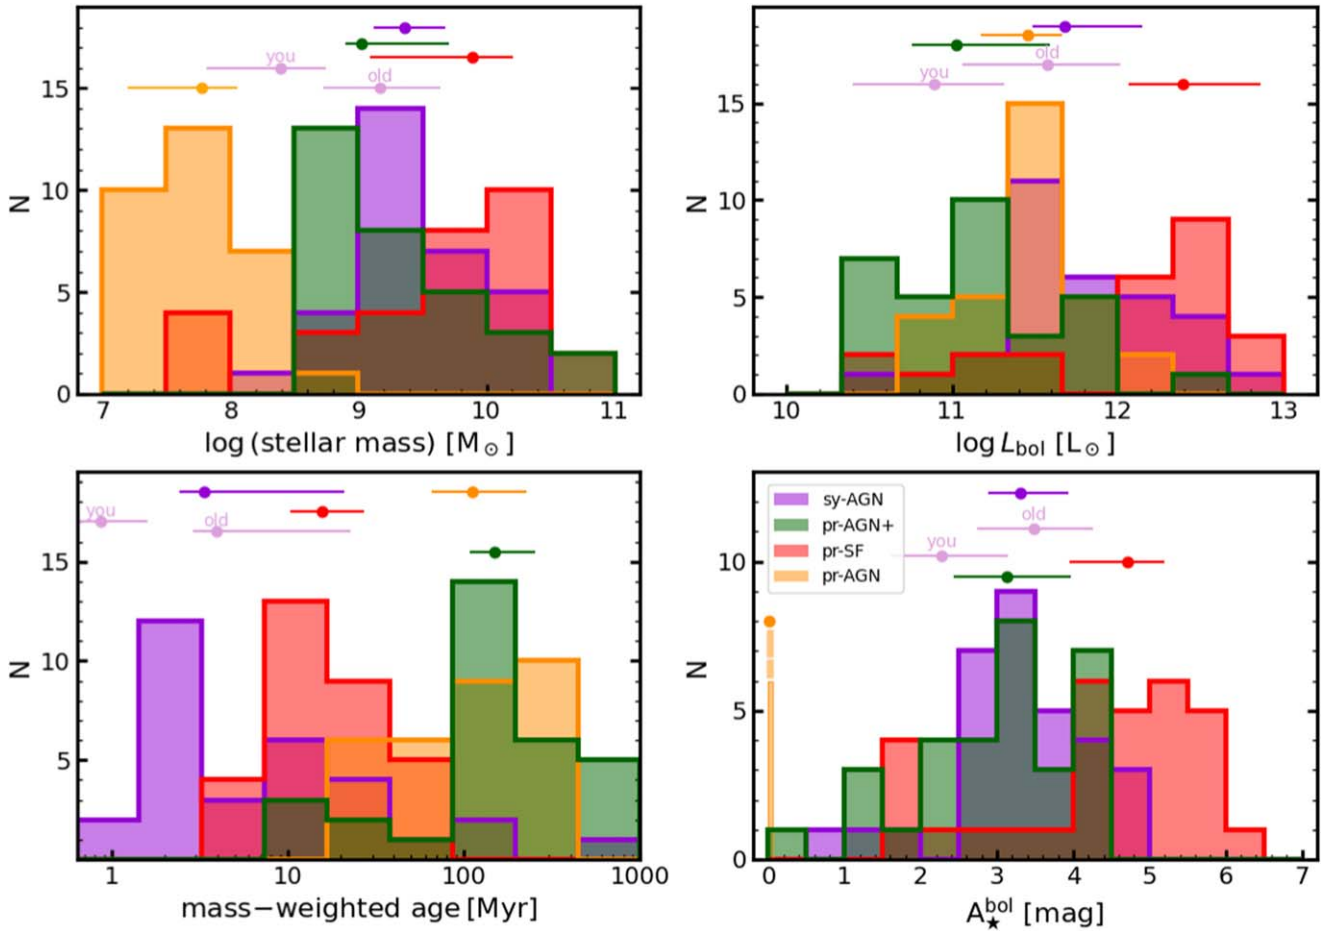 you
old
15
10
5
0
N
7 8 9 10 11
log (stellar mass) [M⊙]
old
you
15
10
5
0
N
10 11 12 13
log Lbol [L⊙]
you
old
15
10
5
N
1 10 100 1000
mass−weighted age [Myr]
sy-AGN
pr-AGN+
pr-SF
pr-AGN
old
you
10
5
0
N
0 1 2 3 4 5 6 7
A★bol [mag]